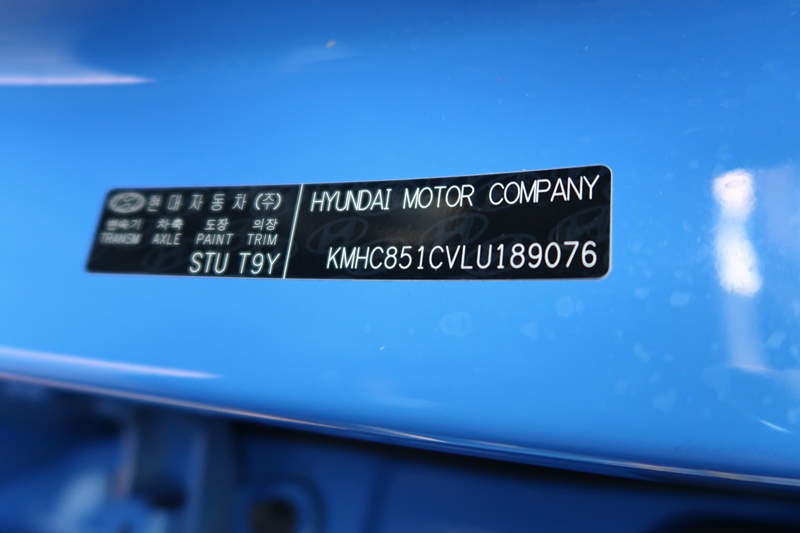 현대자동차(주)
변속기 차축 도장 의장
TRANSM AXLE PAINT TRIM
STU T9Y
HYUNDAI MOTOR COMPANY
KMHC851CVLU189076